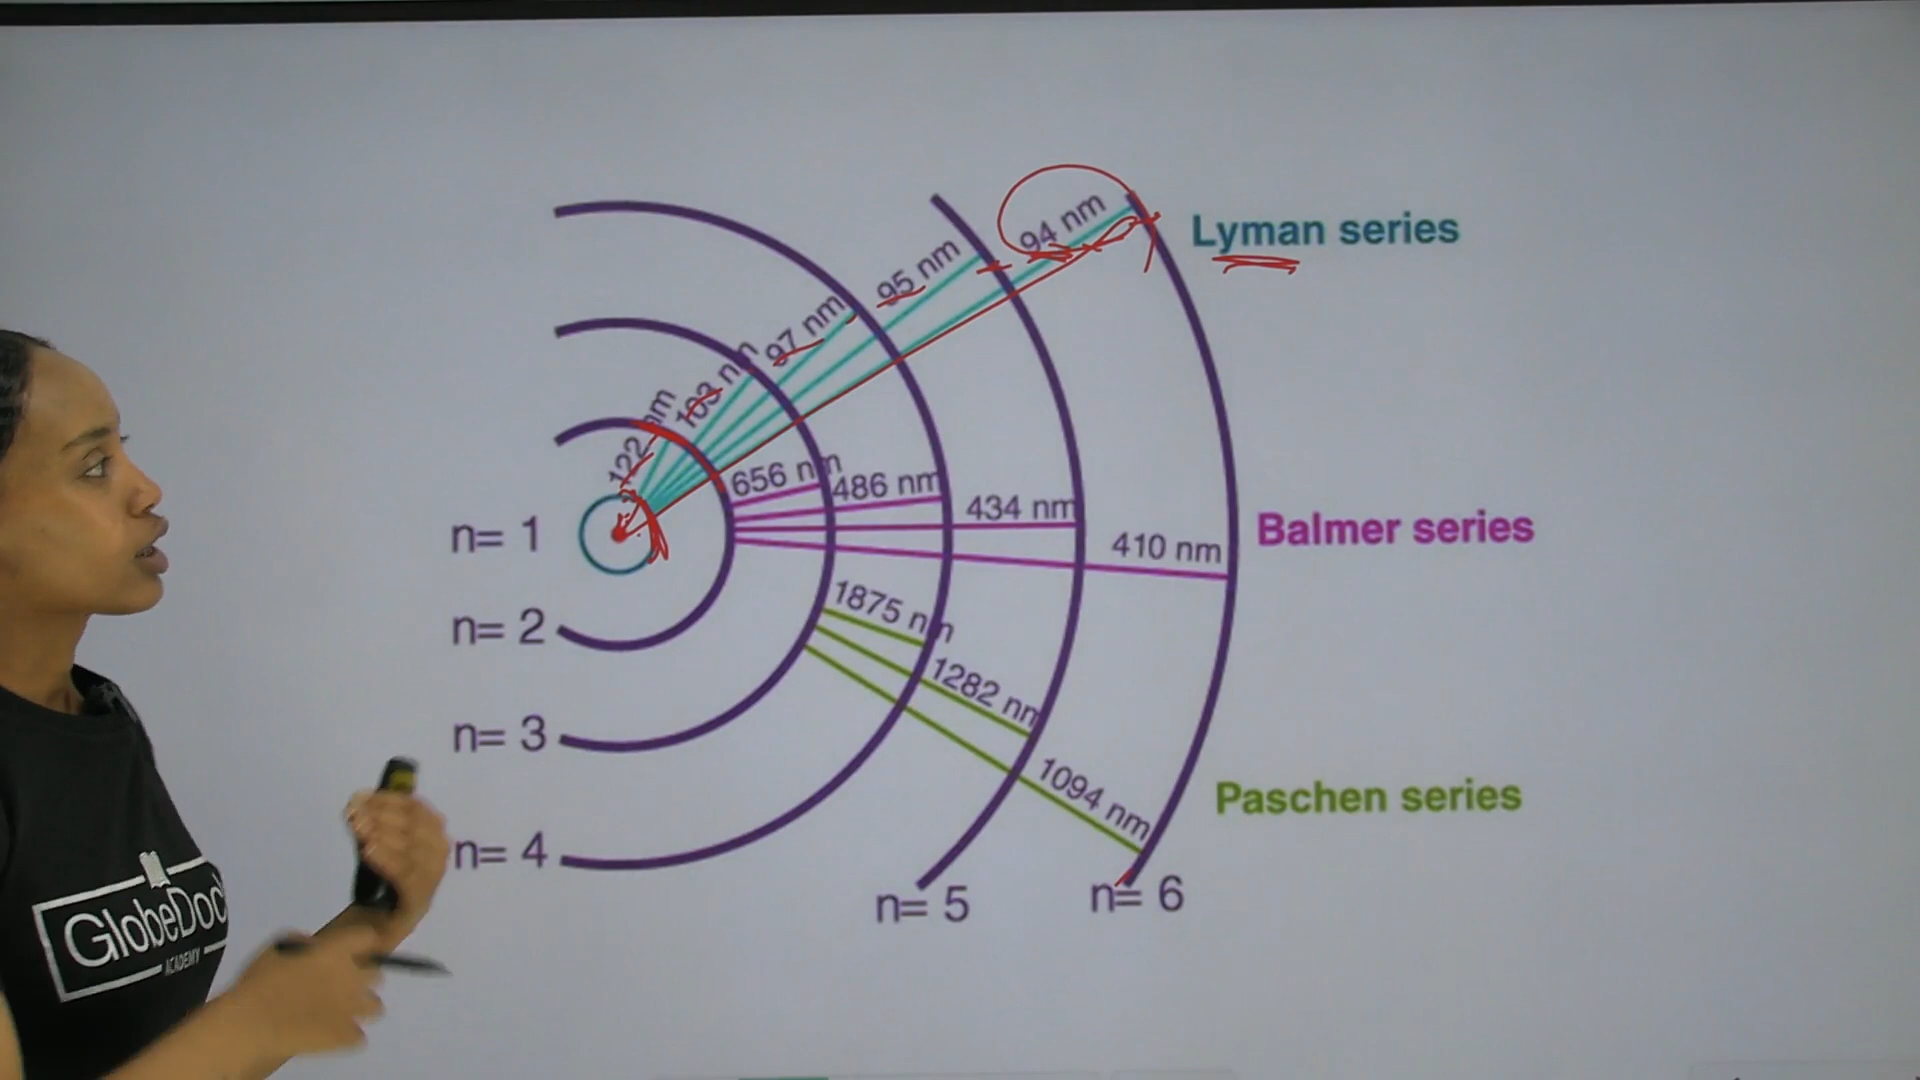 94 nm
Lyman series
95 nm
97 nm
103 nm
122 nm
656 nm
486 nm
434 nm
410 nm
n= 1
Balmer series
1875 nm
n= 2
1282 nm
n= 3
1094 nm
Paschen series
n= 4
n= 5
n= 6
GlobeDoc
ACADEMY